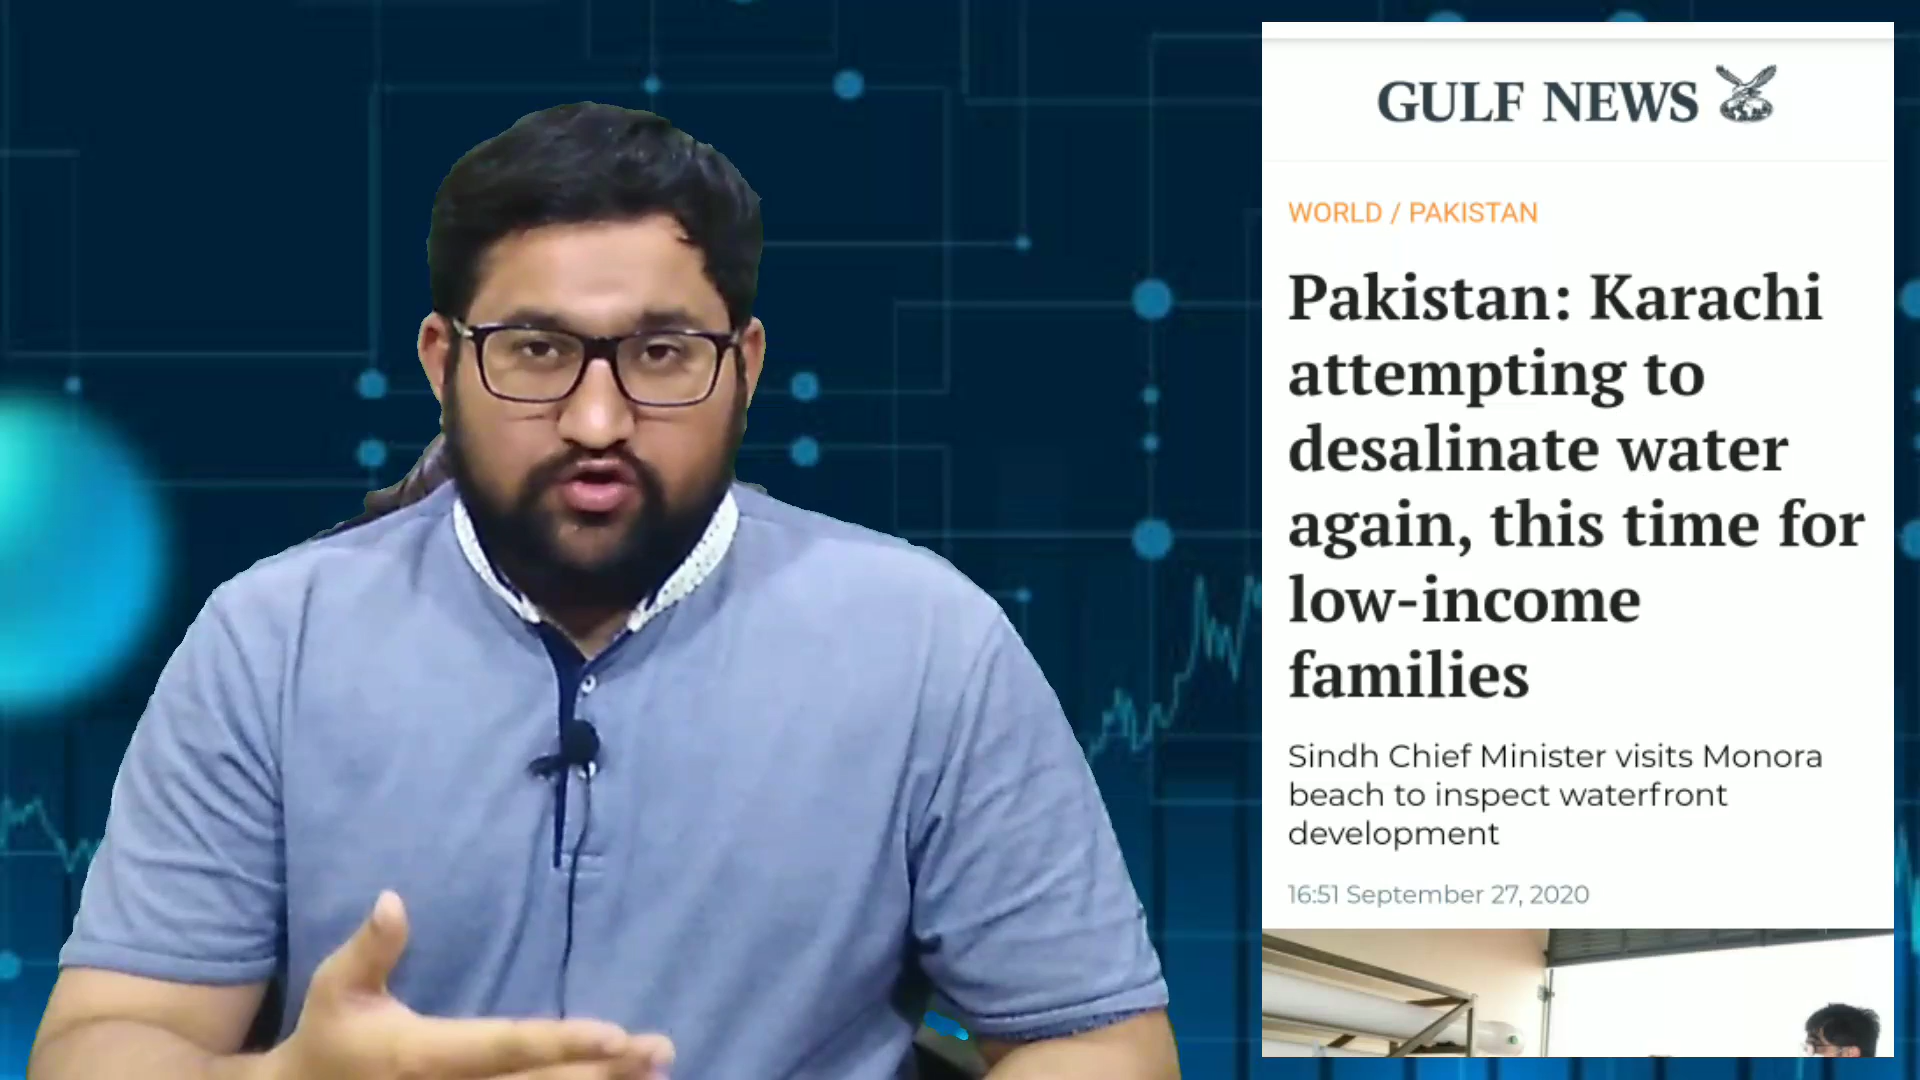 GULF NEWS
WORLD / PAKISTAN
Pakistan: Karachi
attempting to
desalinate water
again, this time for
low-income
families
Sindh Chief Minister visits Monora
beach to inspect waterfront
development
16:51 September 27, 2020